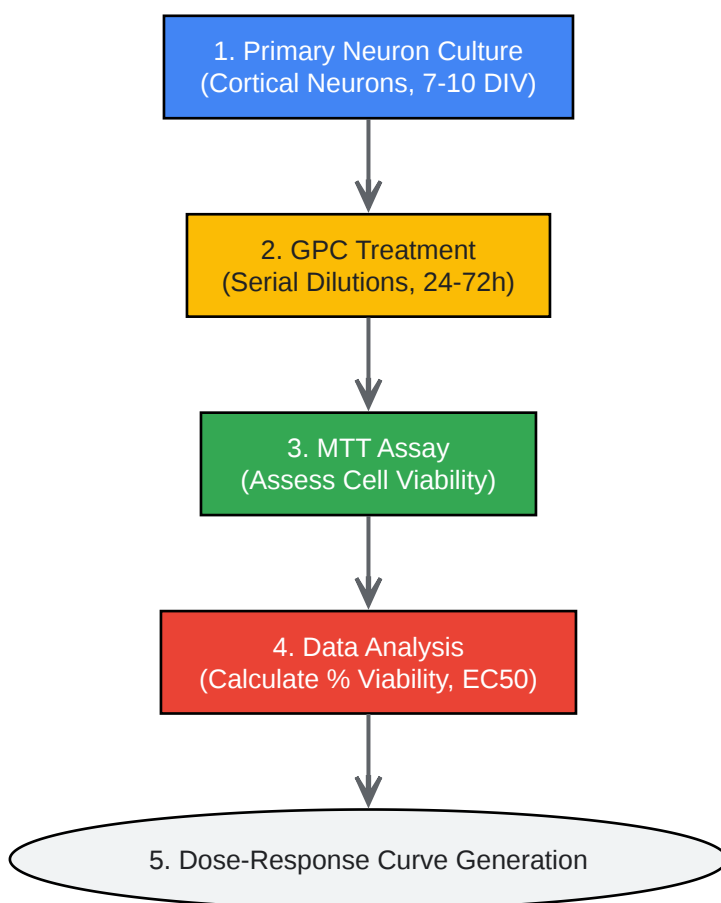 1. Primary Neuron Culture
(Cortical Neurons, 7-10 DIV)
2. GPC Treatment
(Serial Dilutions, 24-72h)
3. MTT Assay
(Assess Cell Viability)
4. Data Analysis
(Calculate % Viability, EC50)
5. Dose-Response Curve Generation